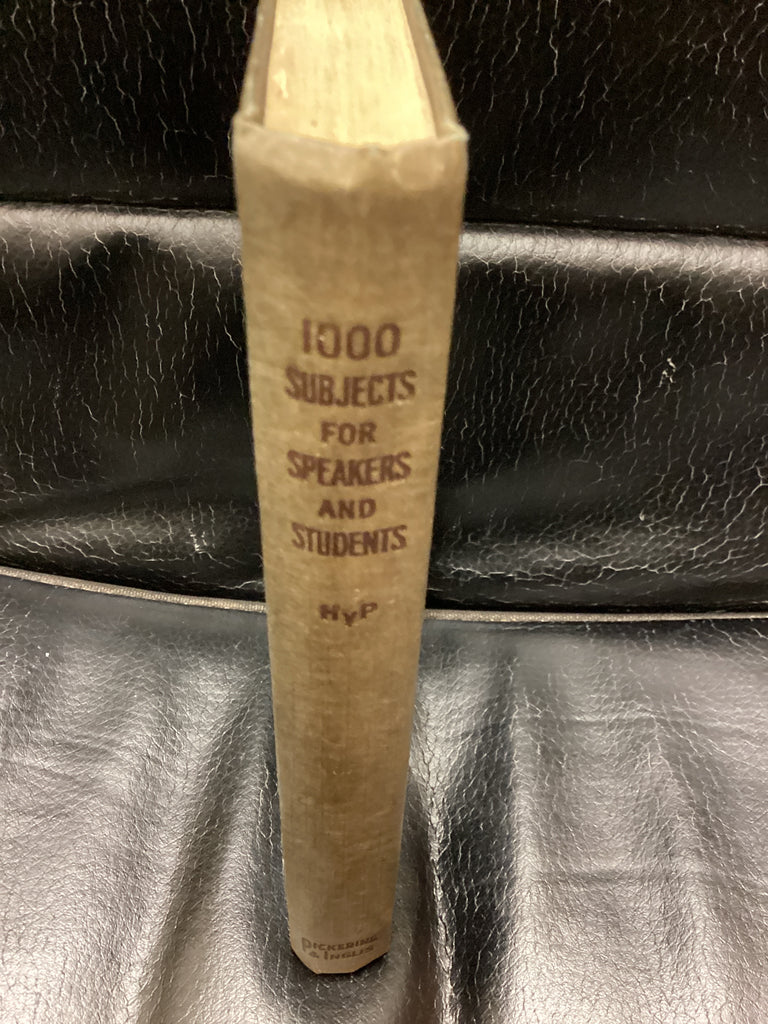 1000
SUBJECTS
FOR
SPEAKERS
AND
STUDENTS
HyP
PICKERING
& INGLIS